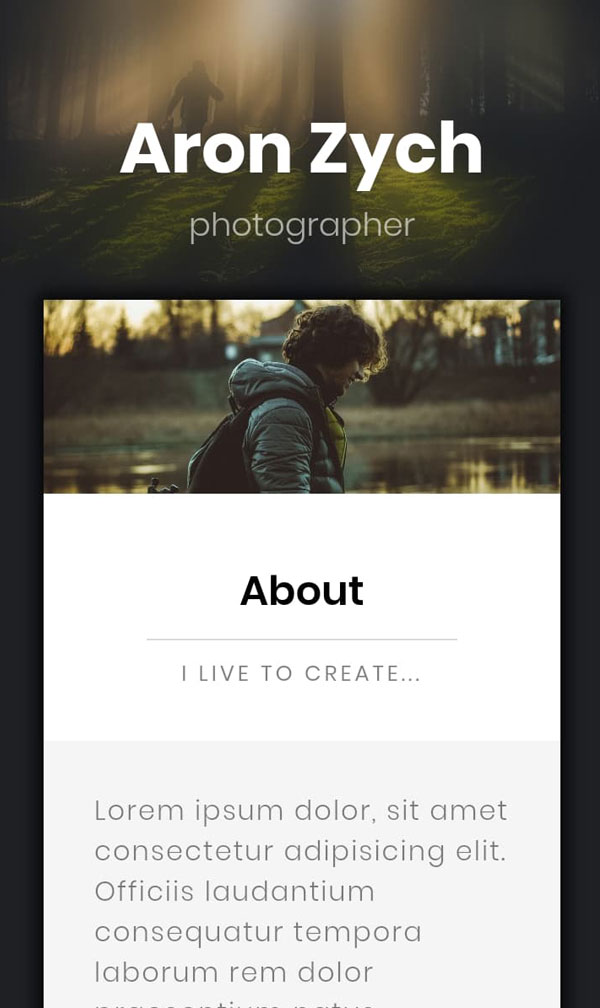 Aron Zych
photographer
About
I LIVE TO CREATE...
Lorem ipsum dolor, sit amet
consectetur adipisicing elit.
Officiis laudantium
consequatur tempora
laborum rem dolor